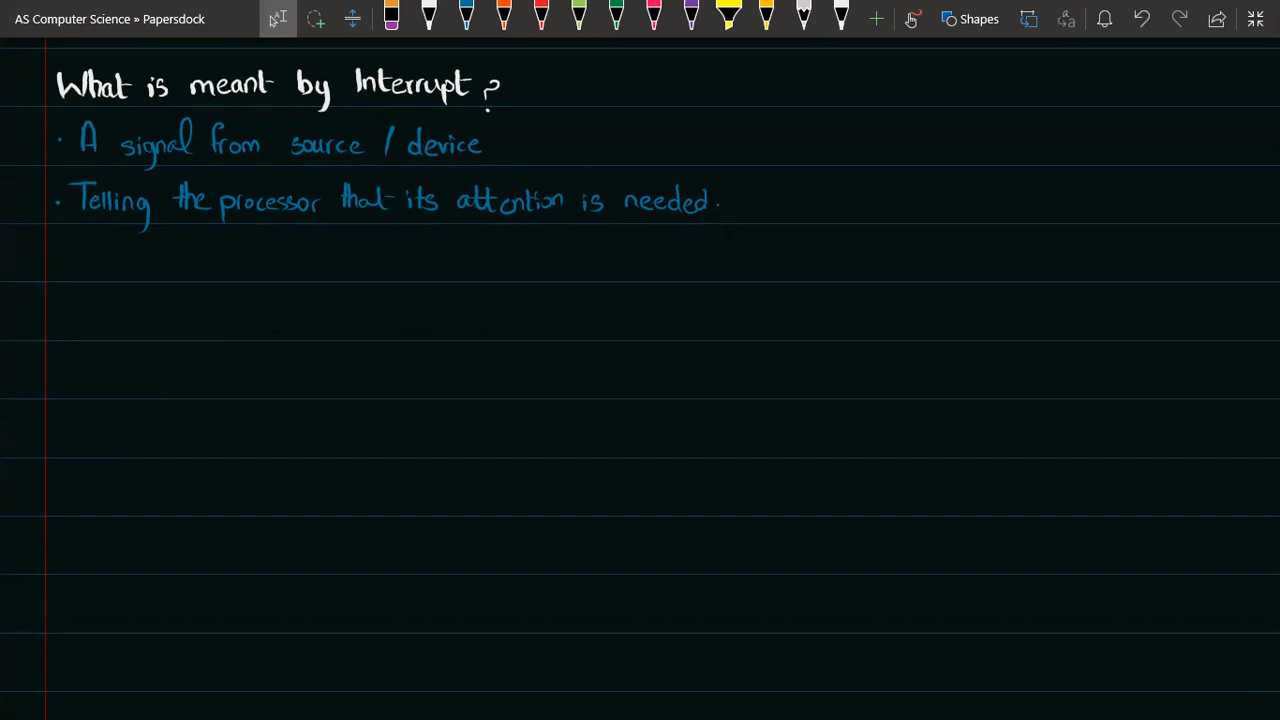 AS Computer Science » Papersdock
Shapes
What is meant by Interrupt ?
· A signal from source / device
· Telling the processor that its attention is needed.